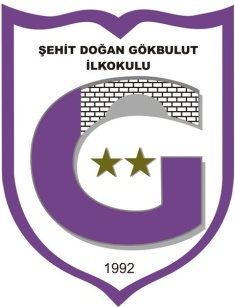 ŞEHİT DOĞAN GÖKBULUT
İLKOKULU
G
1992